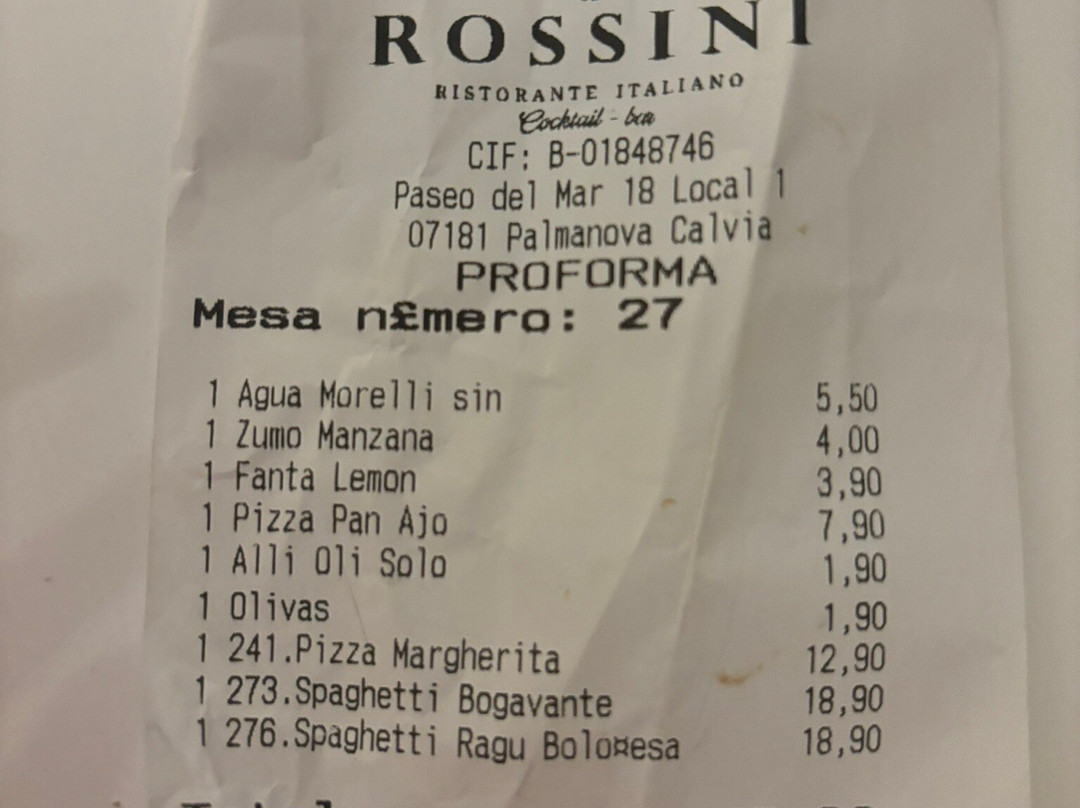 ROSSINI
RISTORANTE ITALIANO
Cocktail - bar
CIF: B-01848746
Paseo del Mar 18 Local 1
07181 Palmanova Calvia
PROFORMA
Mesa n£mero: 27
1 Agua Morelli sin 5,50
1 Zumo Manzana 4,00
1 Fanta Lemon 3,90
1 Pizza Pan Ajo 7,90
1 Alli Oli Solo 1,90
1 Olivas 1,90
1 241.Pizza Margherita 12,90
1 273.Spaghetti Bogavante 18,90
1 276.Spaghetti Ragu Bolo¤esa 18,90